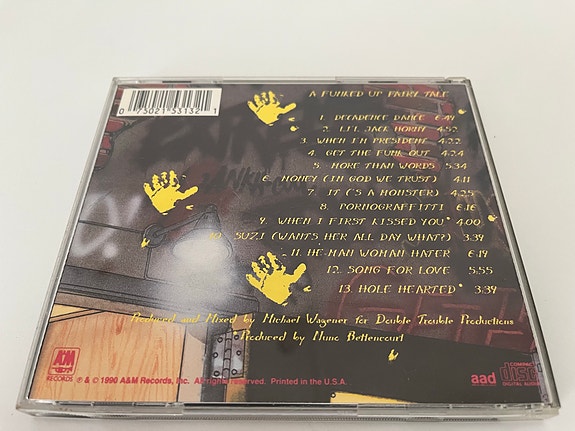 A FUNKED UP FAIRY TALE
0 75021 53132 1
1. DECADENCE DANCE 6.49
2. LI'L JACK HORNY 4.52
3. WHEN I'M PRESIDENT 4.22
4. GET THE FUNK OUT 4.24
5. MORE THAN WORDS 5.34
6. MONEY (IN GOD WE TRUST) 4.11
7. IT ('S A MONSTER) 4.25
8. PORNOGRAFFITTI 6.16
9. WHEN I FIRST KISSED YOU 4.00
10. SUZI (WANTS HER ALL DAY WHAT?) 3.39
11. HE-MAN WOMAN HATER 6.19
12. SONG FOR LOVE 5.55
13. HOLE HEARTED 3.39
Produced and Mixed by Michael Wagener for Double Trouble Productions
Produced by Nuno Bettencourt
A&M RECORDS
℗ & © 1990 A&M Records, Inc. All rights reserved. Printed in the U.S.A.
aad
COMPACT
DISC
DIGITAL AUDIO